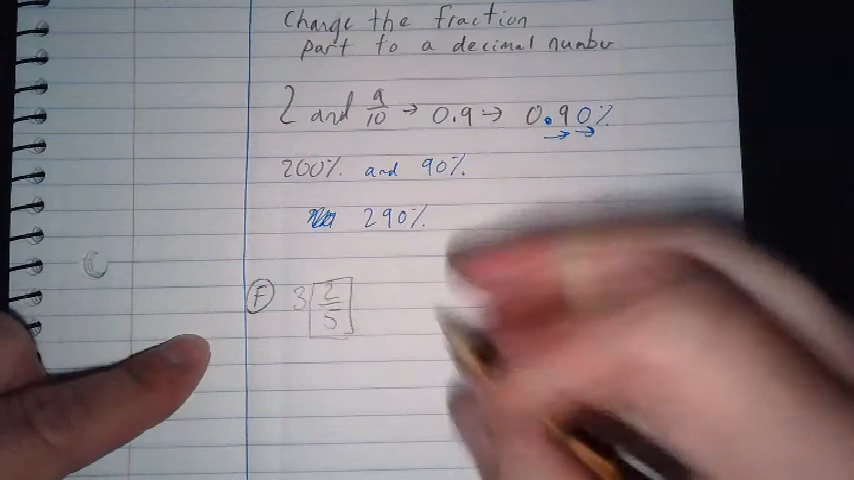 Change the fraction
part to a decimal number
2 and 9/10 → 0.9 → 0.90%
200% and 90%
290%
F 3 2/5